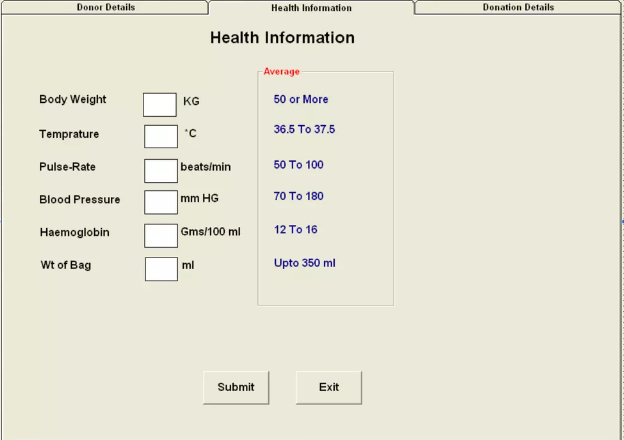 Donor Details
Health Information
Donation Details
Health Information
Average
Body Weight KG 50 or More
Temprature °C 36.5 To 37.5
Pulse-Rate beats/min 50 To 100
Blood Pressure mm HG 70 To 180
Haemoglobin Gms/100 ml 12 To 16
Wt of Bag ml Upto 350 ml
Submit Exit